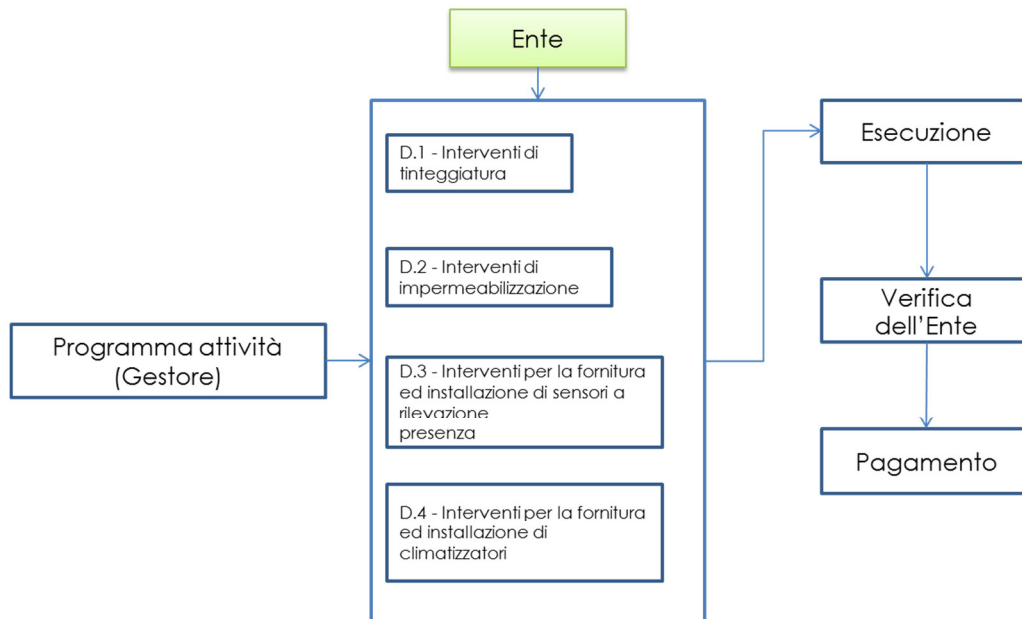 Ente
D.1 - Interventi di
tinteggiatura
D.2 - Interventi di
impermeabilizzazione
D.3 - Interventi per la fornitura
ed installazione di sensori a
rilevazione
presenza
D.4 - Interventi per la fornitura
ed installazione di
climatizzatori
Programma attività
(Gestore)
Esecuzione
Verifica
dell’Ente
Pagamento